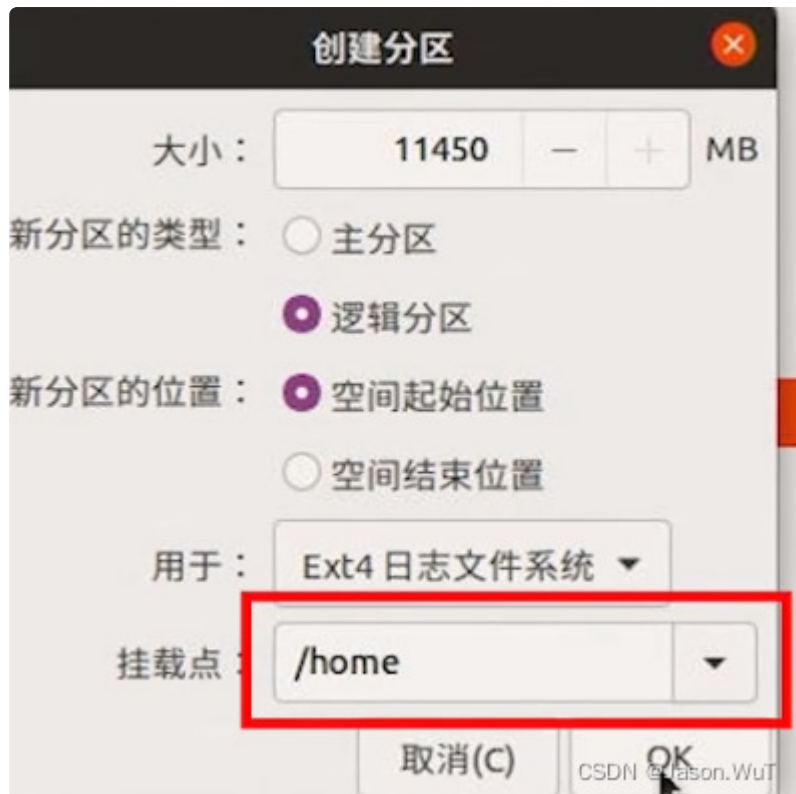 创建分区
大小： 11450 MB
新分区的类型： 主分区
逻辑分区
新分区的位置： 空间起始位置
空间结束位置
用于： Ext4 日志文件系统
挂载点： /home
取消(C) OK
CSDN @Jason.WuT